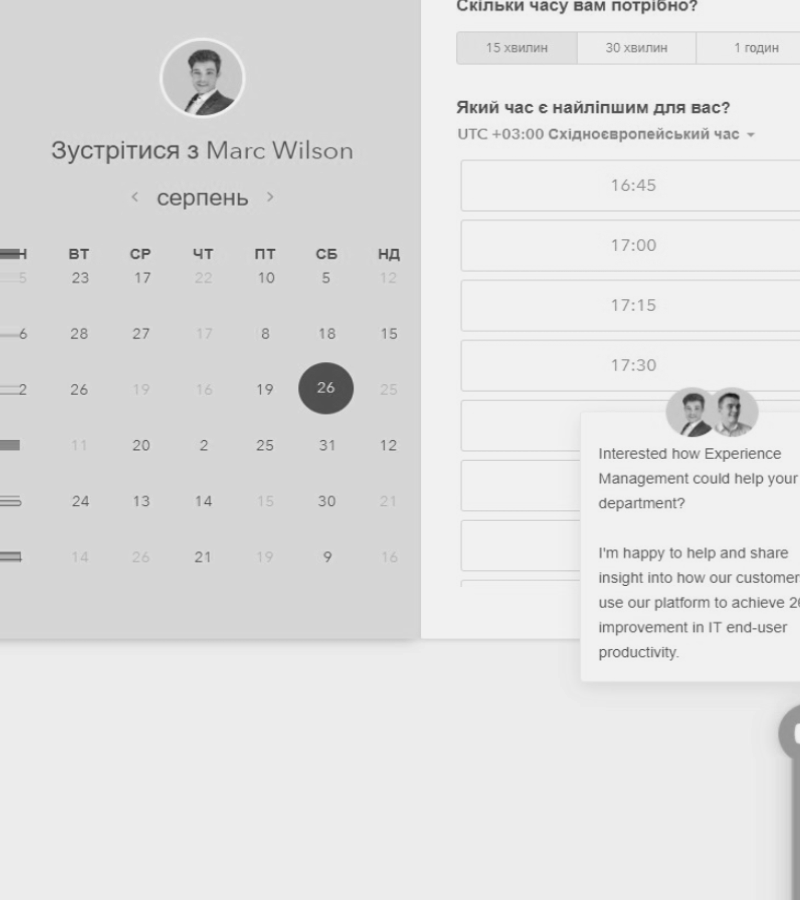 Зустрітися з Marc Wilson
серпень
Н ВТ СР ЧТ ПТ СБ НД
5 23 17 22 10 5 12
6 28 27 17 8 18 15
2 26 19 16 19 26 25
11 20 2 25 31 12
24 13 14 15 30 21
14 26 21 19 9 16
Скільки часу вам потрібно?
15 хвилин 30 хвилин 1 годин
Який час є найліпшим для вас?
UTC +03:00 Східноєвропейський час
16:45
17:00
17:15
17:30
Interested how Experience
Management could help your
department?
I'm happy to help and share
insight into how our customer
use our platform to achieve 2
improvement in IT end-user
productivity.